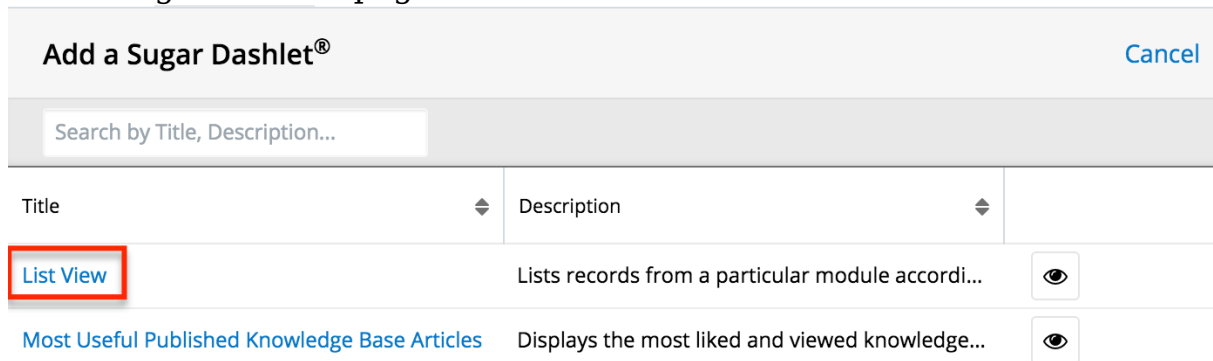 Add a Sugar Dashlet®
Cancel
Search by Title, Description...
Title
Description
List View
Lists records from a particular module accordi...
Most Useful Published Knowledge Base Articles
Displays the most liked and viewed knowledge...